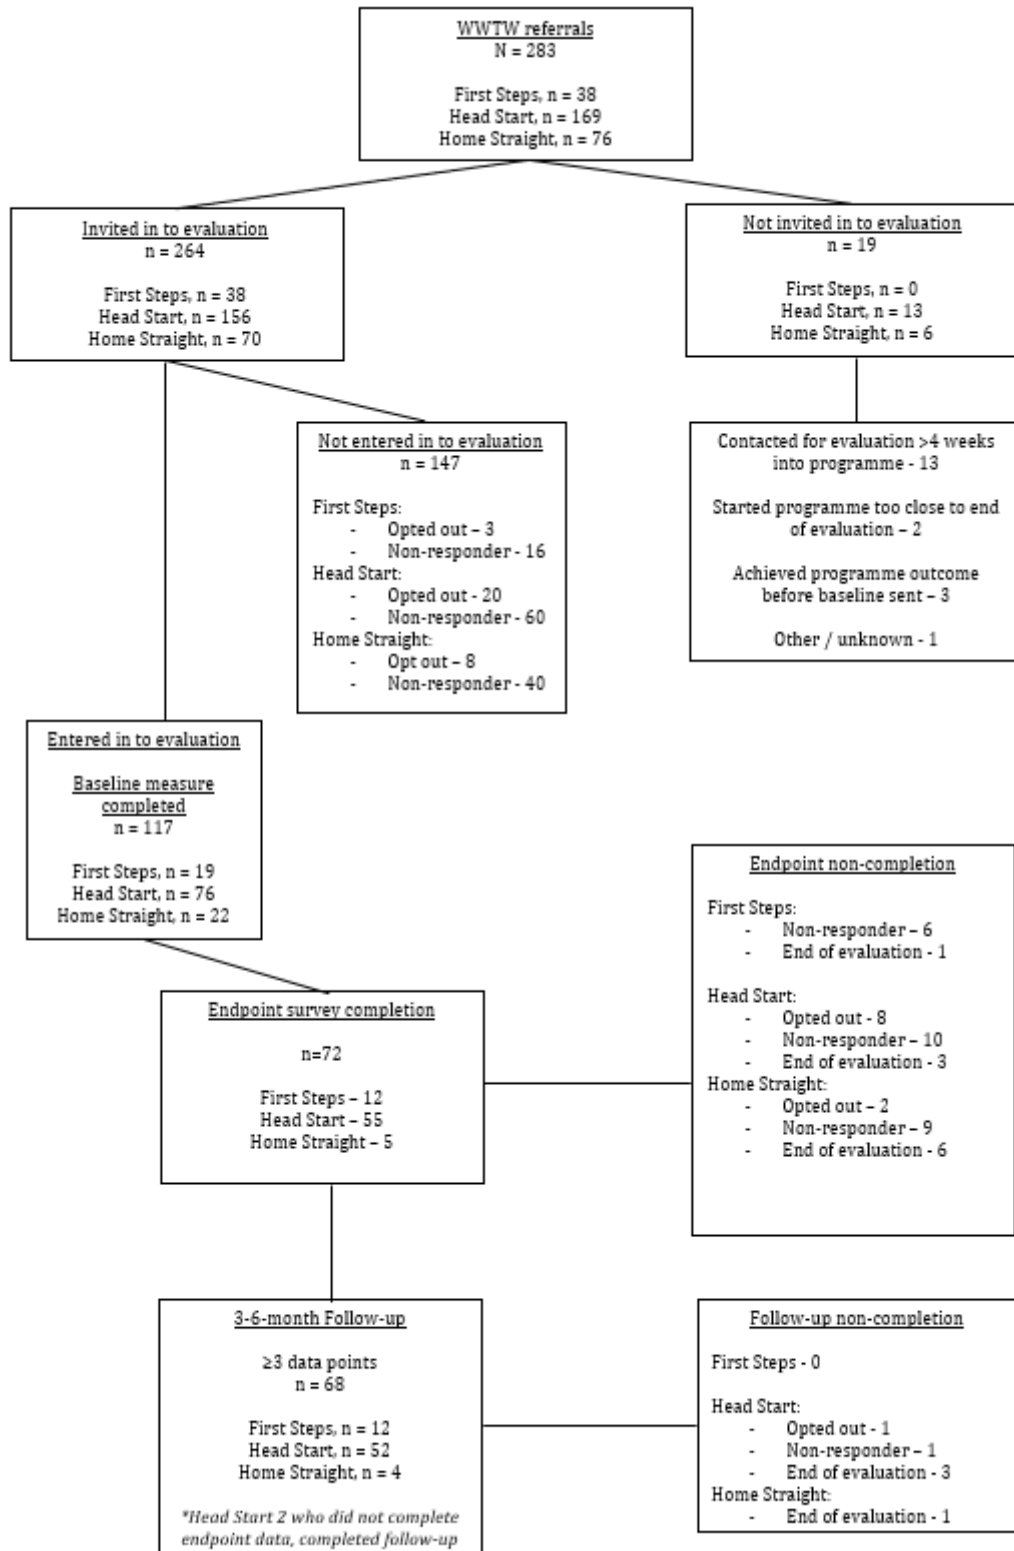 WWTW referrals
N = 283
First Steps, n = 38
Head Start, n = 169
Home Straight, n = 76
Invited in to evaluation
n = 264
First Steps, n = 38
Head Start, n = 156
Home Straight, n = 70
Not invited in to evaluation
n = 19
First Steps, n = 0
Head Start, n = 13
Home Straight, n = 6
Not entered in to evaluation
n = 147
First Steps:
- Opted out – 3
- Non-responder - 16
Head Start:
- Opted out - 20
- Non-responder - 60
Home Straight:
- Opt out – 8
- Non-responder - 40
Contacted for evaluation >4 weeks
into programme - 13
Started programme too close to end
of evaluation – 2
Achieved programme outcome
before baseline sent – 3
Other / unknown - 1
Entered in to evaluation
Baseline measure
completed
n = 117
First Steps, n = 19
Head Start, n = 76
Home Straight, n = 22
Endpoint non-completion
First Steps:
- Non-responder – 6
- End of evaluation - 1
Head Start:
- Opted out - 8
- Non-responder – 10
- End of evaluation - 3
Home Straight:
- Opted out – 2
- Non-responder – 9
- End of evaluation - 6
Endpoint survey completion
n=72
First Steps – 12
Head Start – 55
Home Straight – 5
3-6-month Follow-up
≥3 data points
n = 68
First Steps, n = 12
Head Start, n = 52
Home Straight, n = 4
*Head Start 2 who did not complete
endpoint data, completed follow-up
Follow-up non-completion
First Steps - 0
Head Start:
- Opted out - 1
- Non-responder – 1
- End of evaluation - 3
Home Straight:
- End of evaluation - 1